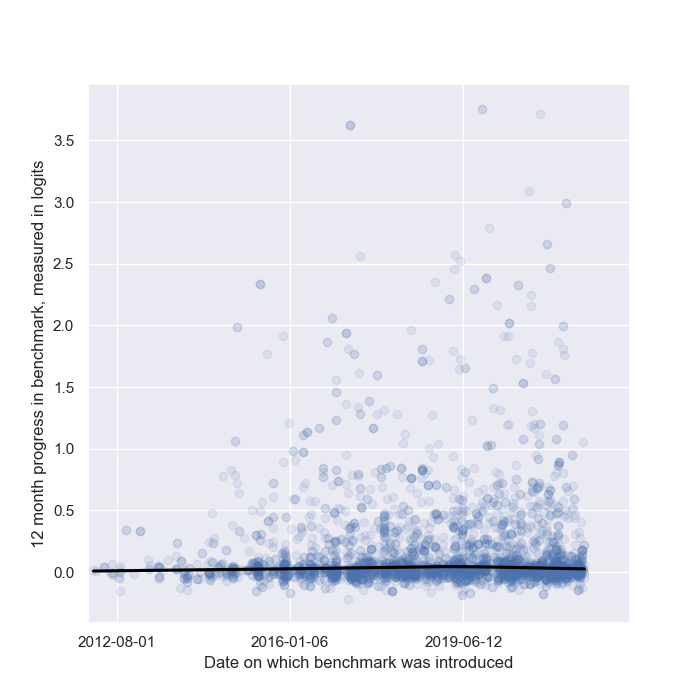 12 month progress in benchmark, measured in logits
3.5
3.0
2.5
2.0
1.5
1.0
0.5
0.0
2012-08-01 2016-01-06 2019-06-12
Date on which benchmark was introduced